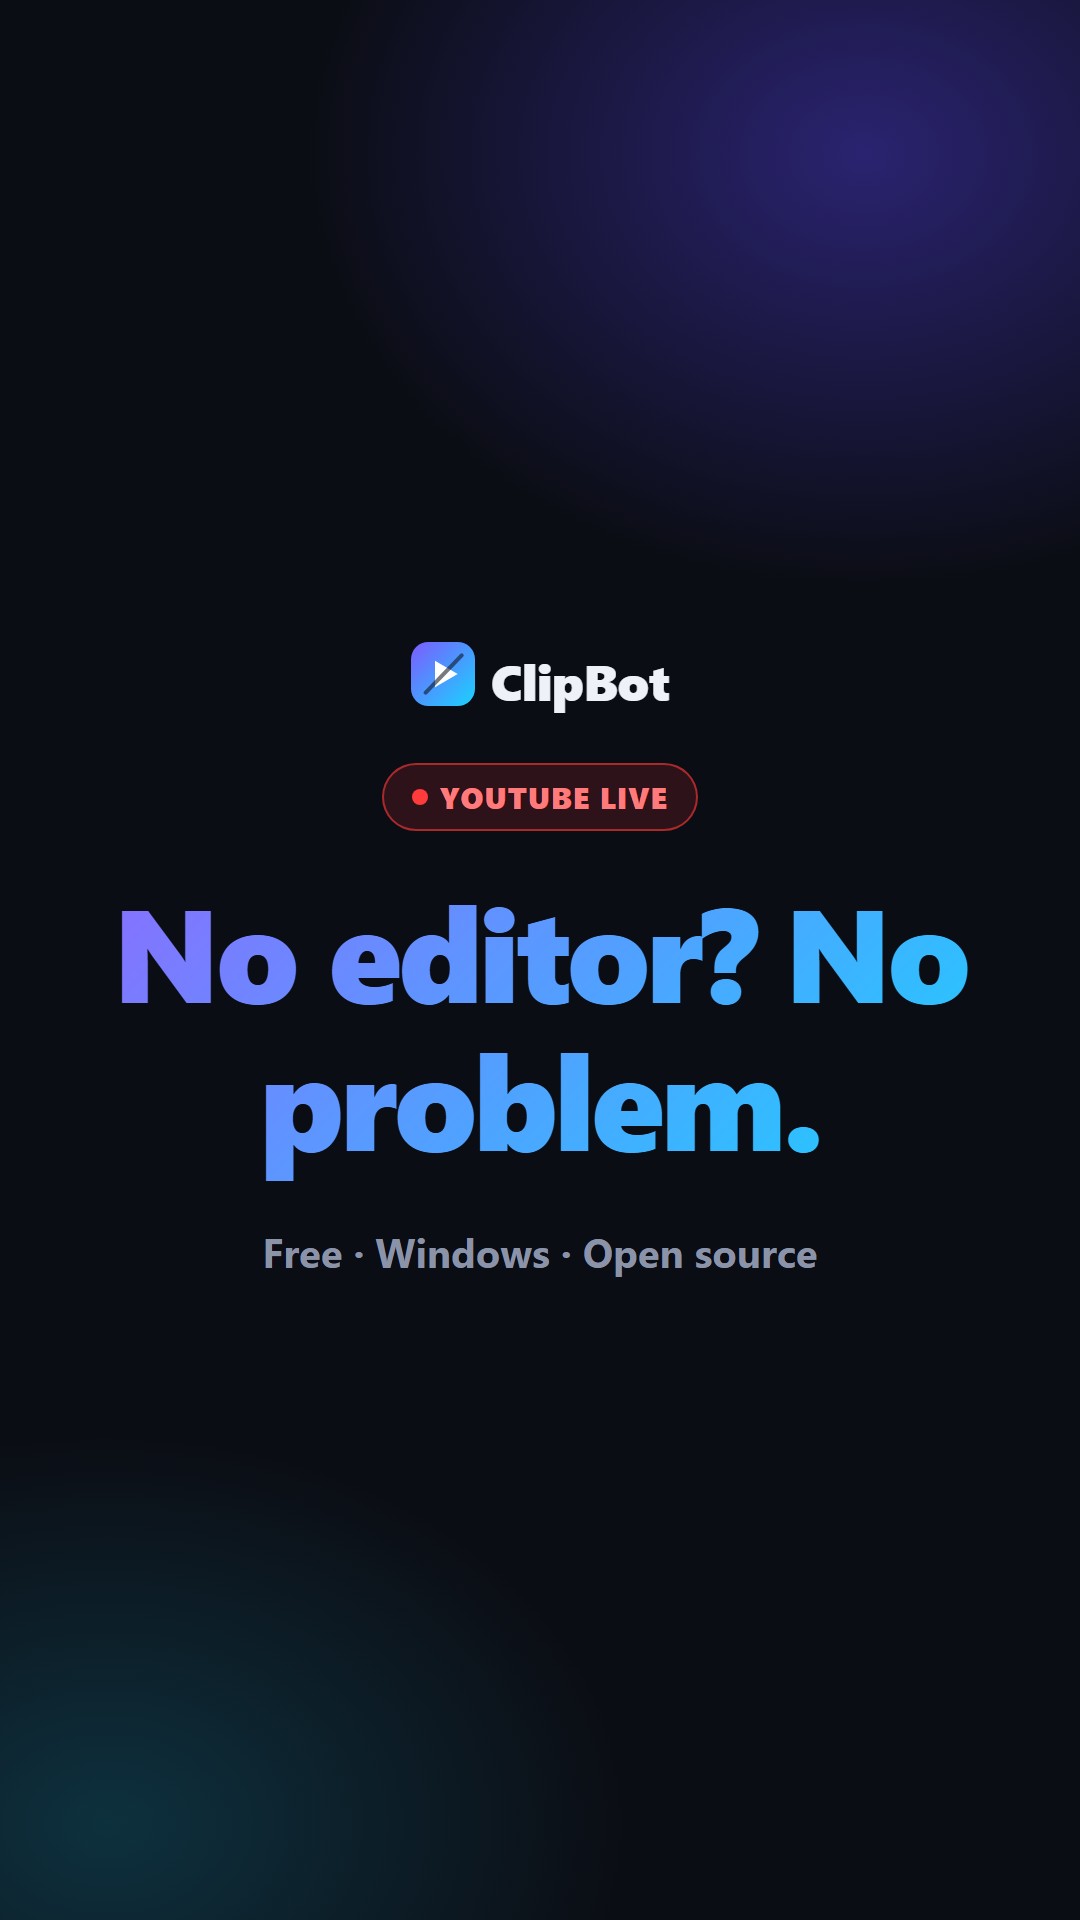 ClipBot
YOUTUBE LIVE
No editor? No
problem.
Free · Windows · Open source